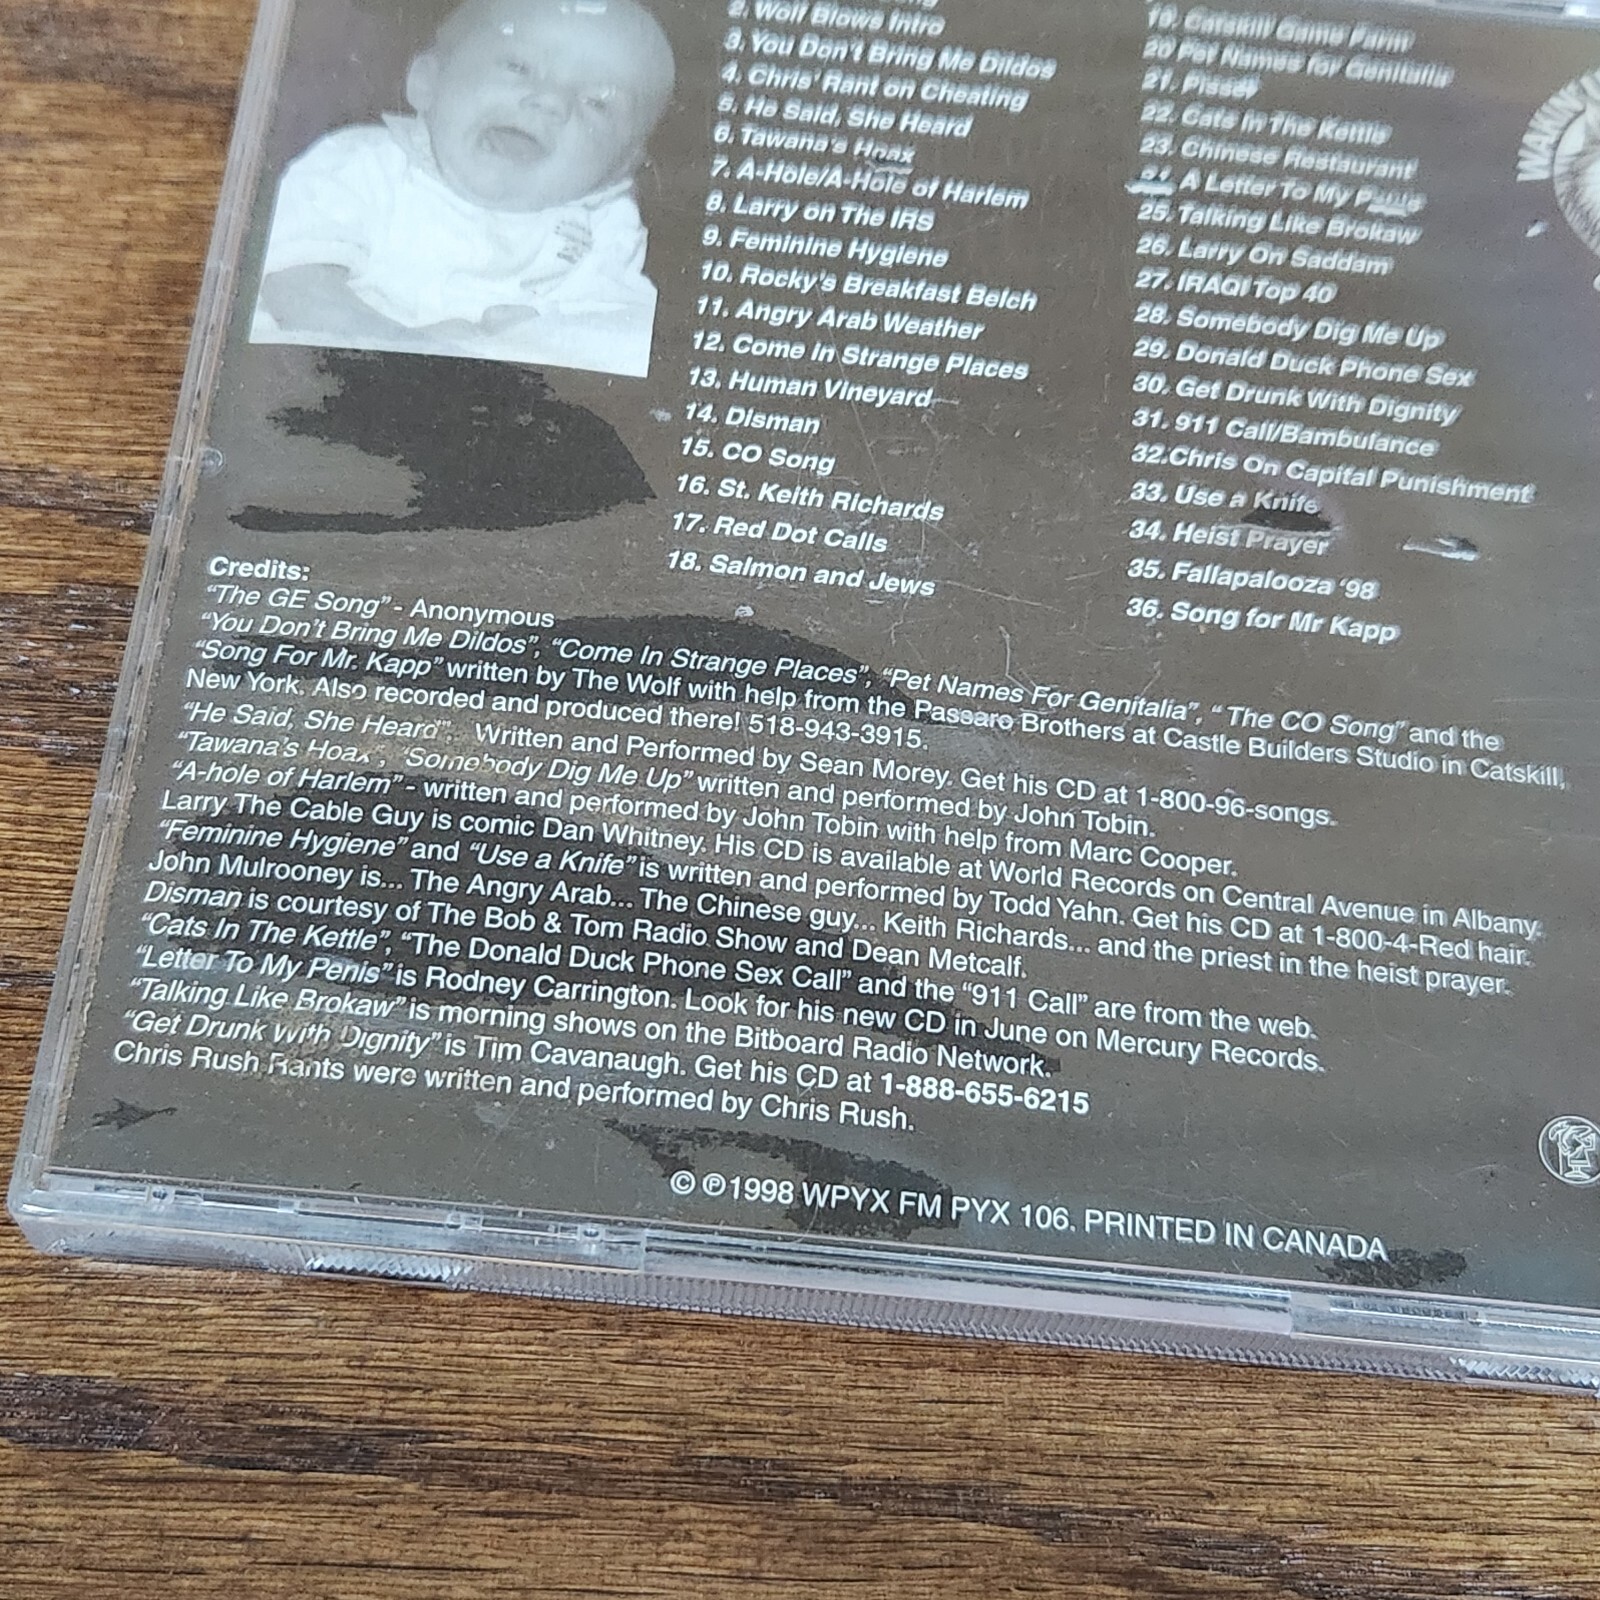 2. Wolf Blows Intro
3. You Don't Bring Me Dildos
4. Chris' Rant on Cheating
5. He Said, She Heard
6. Tawana's Hoax
7. A-Hole/A-Hole of Harlem
8. Larry on The IRS
9. Feminine Hygiene
10. Rocky's Breakfast Belch
11. Angry Arab Weather
12. Come in Strange Places
13. Human Vineyard
14. Disman
15. CO Song
16. St. Keith Richards
17. Red Dot Calls
18. Salmon and Jews
19. Catskill Game Farm
20 Pet Names for Genitalia
21. Pisser
22. Cats In The Kettle
23. Chinese Restaurant
24. A Letter To My Penis
25. Talking Like Brokaw
26. Larry On Saddam
27. IRAQI Top 40
28. Somebody Dig Me Up
29. Donald Duck Phone Sex
30. Get Drunk With Dignity
31. 911 Call/Bambulance
32.Chris On Capital Punishment
33. Use a Knife
34. Heist Prayer
35. Fallapalooza '98
36. Song for Mr Kapp
Credits:
"The GE Song" - Anonymous
"You Don't Bring Me Dildos", "Come In Strange Places", "Pet Names For Genitalia", " The CO Song" and the
"Song For Mr. Kapp" written by The Wolf with help from the Passaro Brothers at Castle Builders Studio in Catskill,
New York. Also recorded and produced there! 518-943-3915.
"He Said, She Heard". Written and Performed by Sean Morey. Get his CD at 1-800-96-songs.
"Tawana's Hoax", "Somebody Dig Me Up" written and performed by John Tobin.
"A-hole of Harlem" - written and performed by John Tobin with help from Marc Cooper.
Larry The Cable Guy is comic Dan Whitney. His CD is available at World Records on Central Avenue in Albany.
"Feminine Hygiene" and "Use a Knife" is written and performed by Todd Yahn. Get his CD at 1-800-4-Red hair.
John Mulrooney is... The Angry Arab... The Chinese guy... Keith Richards... and the priest in the heist prayer.
Disman is courtesy of The Bob & Tom Radio Show and Dean Metcalf.
"Cats In The Kettle", "The Donald Duck Phone Sex Call" and the "911 Call" are from the web.
"Letter To My Penis" is Rodney Carrington. Look for his new CD in June on Mercury Records.
"Talking Like Brokaw" is morning shows on the Bitboard Radio Network.
"Get Drunk With Dignity" is Tim Cavanaugh. Get his CD at 1-888-655-6215
Chris Rush Rants were written and performed by Chris Rush.
© ℗ 1998 WPYX FM PYX 106. PRINTED IN CANADA